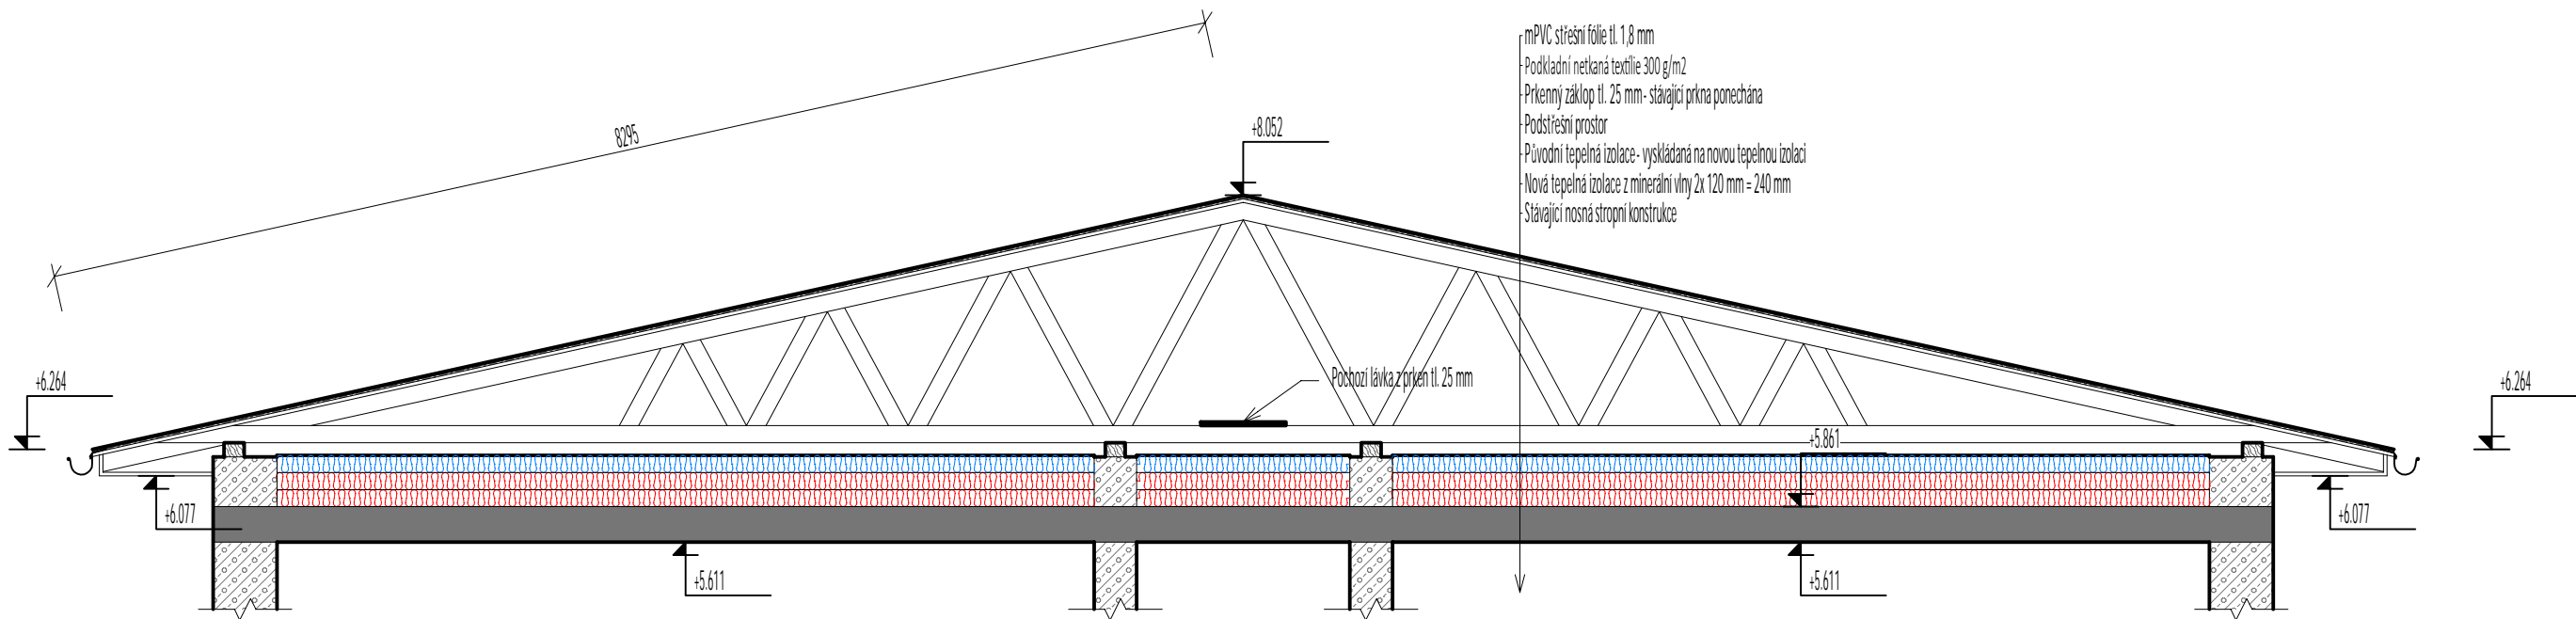 mPVC střešní fólie tl. 1,8 mm
Podkladní netkaná textílie 300 g/m2
Prkenný záklop tl. 25 mm - stávající prkna ponechána
Podstřešní prostor
Původní tepelná izolace - vyskládaná na novou tepelnou izolaci
Nová tepelná izolace z minerální vlny 2x 120 mm = 240 mm
Stávající nosná stropní konstrukce
8295
+8.052
+6.264
Pochozí lávka z prken tl. 25 mm
+6.264
+5.861
+6.077
+6.077
+5.611
+5.611